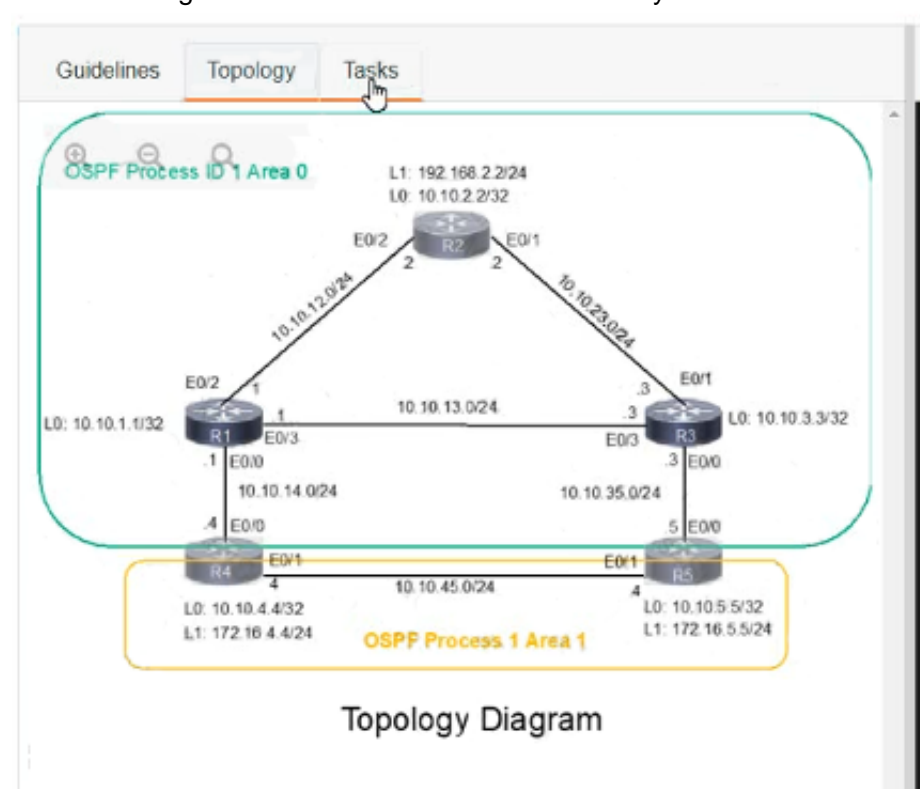 Guidelines Topology Tasks
OSPF Process ID 1 Area 0
L1: 192.168.2.2/24
L0: 10.10.2.2/32
E0/2 R2 E0/1
2 2
10.10.12.0/24
10.10.23.0/24
E0/2 1
.3 E0/1
L0: 10.10.1.1/32 R1 .1 E0/3
10.10.13.0/24
.3 E0/3 R3 L0: 10.10.3.3/32
.1 E0/0
.3 E0/0
10.10.14.0/24
10.10.35.0/24
.4 E0/0
.5 E0/0
R4 E0/1
4
10.10.45.0/24
E0/1 R5
4
L0: 10.10.4.4/32
L1: 172.16 4.4/24
OSPF Process 1 Area 1
L0: 10.10.5.5/32
L1: 172.16.5.5/24
Topology Diagram